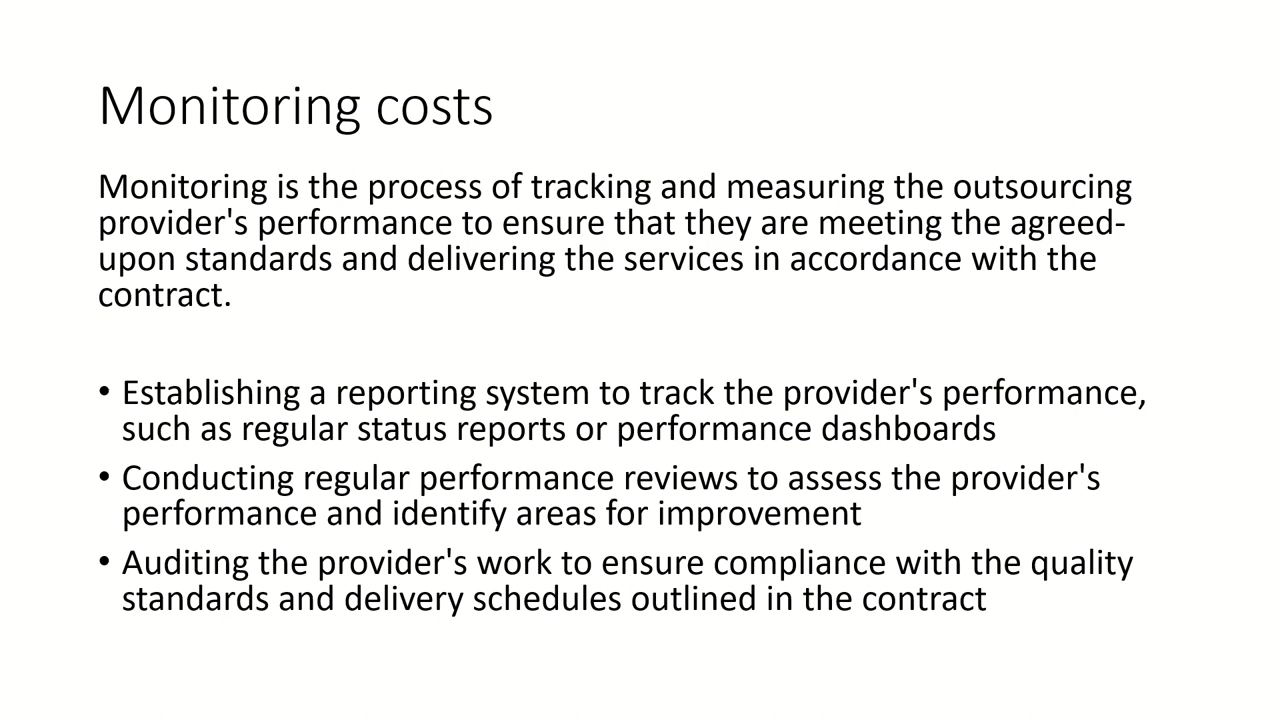 Monitoring costs
Monitoring is the process of tracking and measuring the outsourcing
provider's performance to ensure that they are meeting the agreed-
upon standards and delivering the services in accordance with the
contract.
• Establishing a reporting system to track the provider's performance,
such as regular status reports or performance dashboards
• Conducting regular performance reviews to assess the provider's
performance and identify areas for improvement
• Auditing the provider's work to ensure compliance with the quality
standards and delivery schedules outlined in the contract